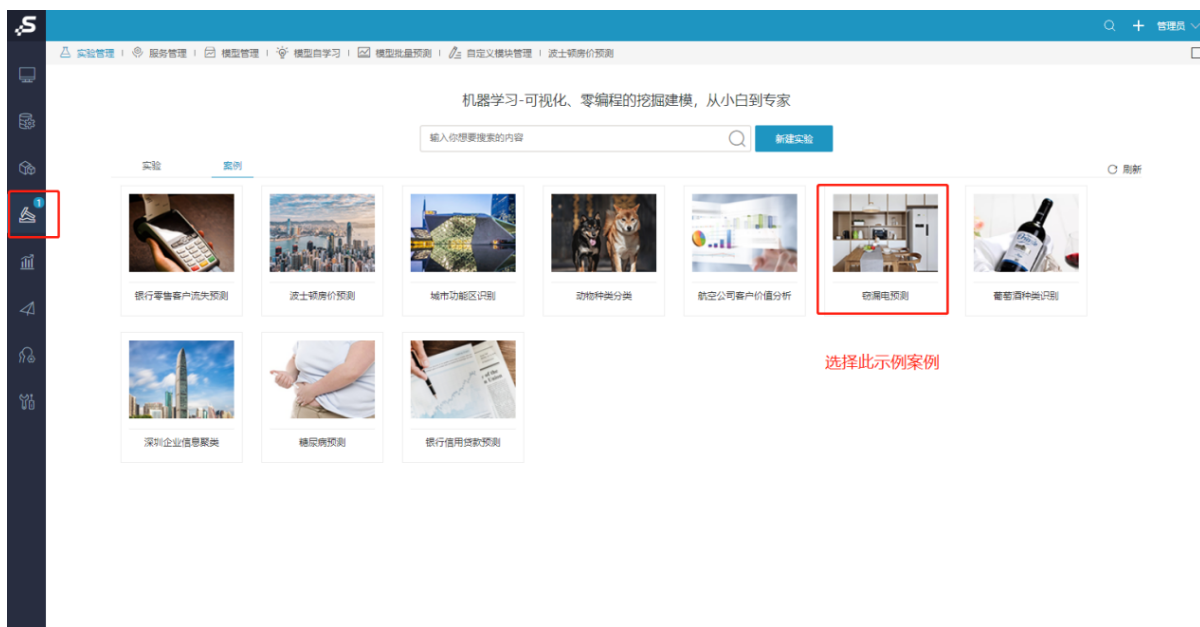 管理员
实验管理 服务管理 模型管理 模型自学习 模型批量预测 自定义模块管理 波士顿房价预测
机器学习-可视化、零编程的挖掘建模，从小白到专家
输入你想要搜索的内容 新建实验
实验 案例 刷新
1
银行零售客户流失预测 波士顿房价预测 城市功能区识别 动物种类分类 航空公司客户价值分析 窃漏电预测 葡萄酒种类识别
选择此示例案例
深圳企业信息聚类 糖尿病预测 银行信用贷款预测